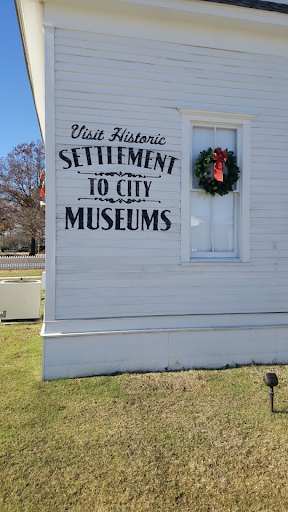 Visit Historic
SETTLEMENT
TO CITY
MUSEUMS